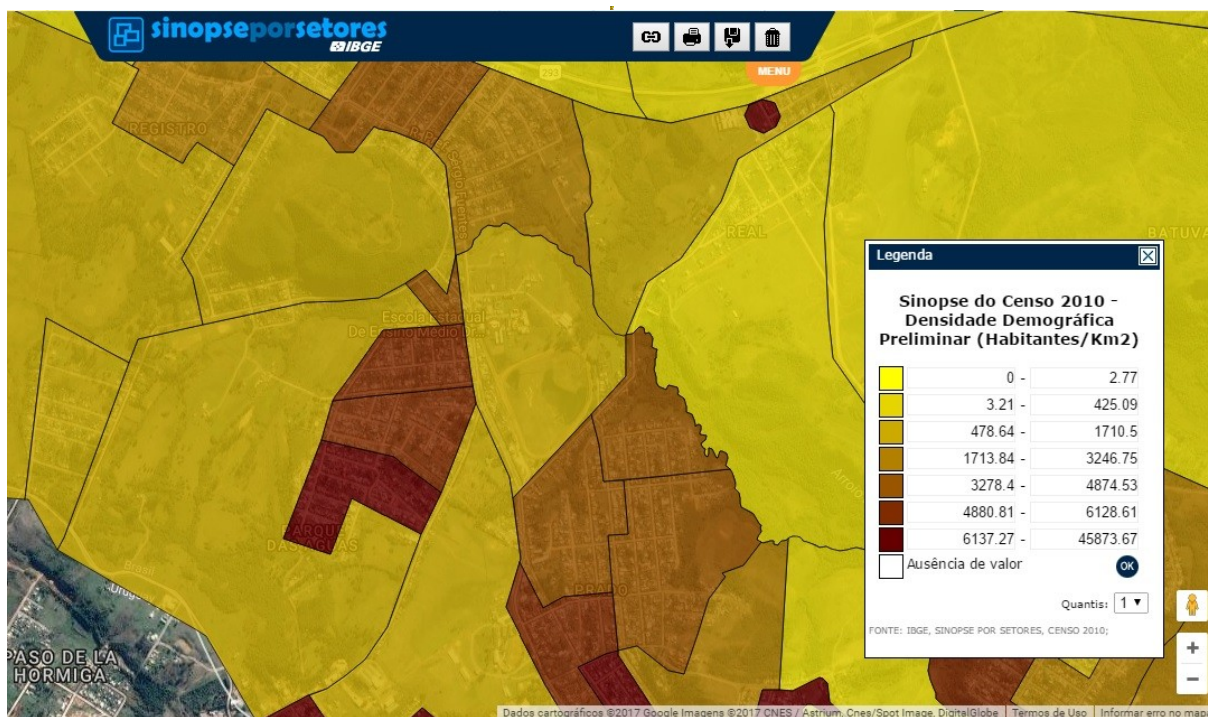 sinopseporsetores
IBGE
MENU
293
REGISTRO
REAL
BATUVA
Escola Estadual
De Ensino Médio
PARQUE
DAS ÁGUAS
PRADO
Arroio
Brasil
Uruguay
PASO DE LA
HORMIGA
Legenda
Sinopse do Censo 2010 -
Densidade Demográfica
Preliminar (Habitantes/Km2)
0 - 2.77
3.21 - 425.09
478.64 - 1710.5
1713.84 - 3246.75
3278.4 - 4874.53
4880.81 - 6128.61
6137.27 - 45873.67
Ausência de valor
OK
Quantis: 1
FONTE: IBGE, SINOPSE POR SETORES, CENSO 2010;
+
−
Dados cartográficos ©2017 Google Imagens ©2017 CNES / Astrium, Cnes/Spot Image, DigitalGlobe
Termos de Uso
Informar erro no mapa